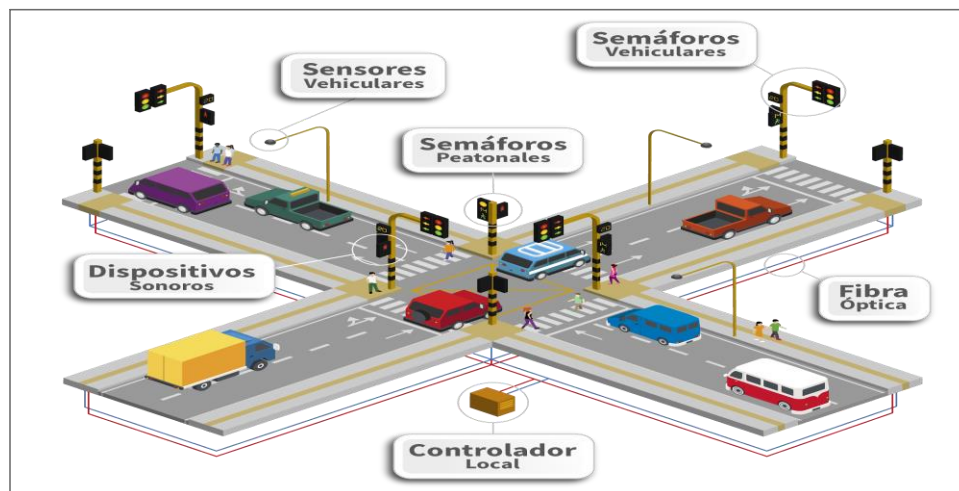 Semáforos
Vehiculares
Sensores
Vehiculares
Semáforos
Peatonales
Dispositivos
Sonoros
Fibra
Óptica
Controlador
Local